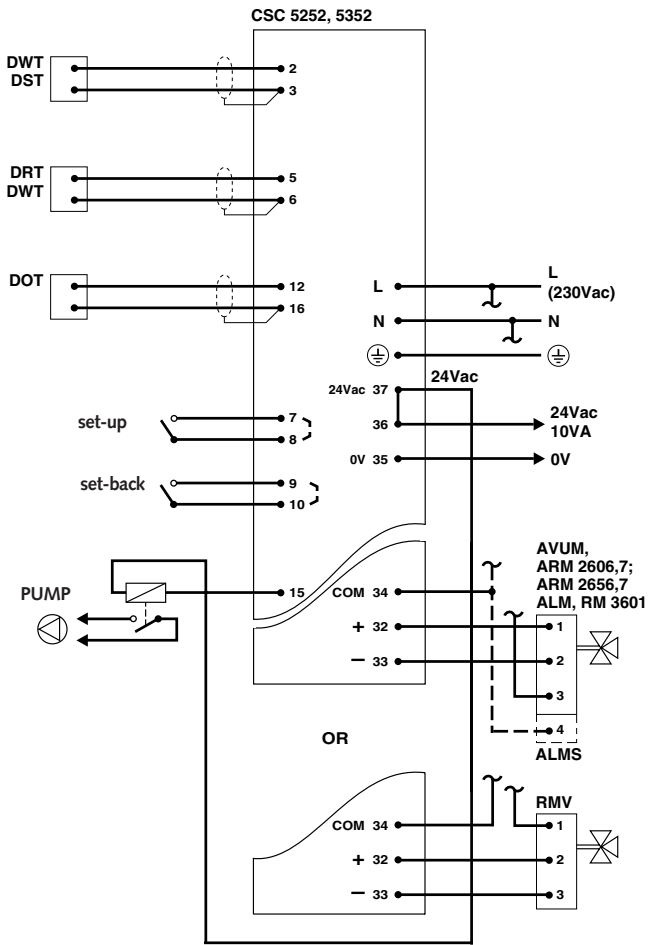 CSC 5252, 5352
DWT
DST
2
3
DRT
DWT
5
6
DOT
12
16
L
L
(230Vac)
N
N
24Vac 37
24Vac
set-up
7
8
36
24Vac
10VA
0V 35
0V
set-back
9
10
AVUM,
ARM 2606,7;
ARM 2656,7
ALM, RM 3601
PUMP
15
COM 34
+ 32
1
– 33
2
3
4
ALMS
OR
RMV
COM 34
1
+ 32
2
– 33
3